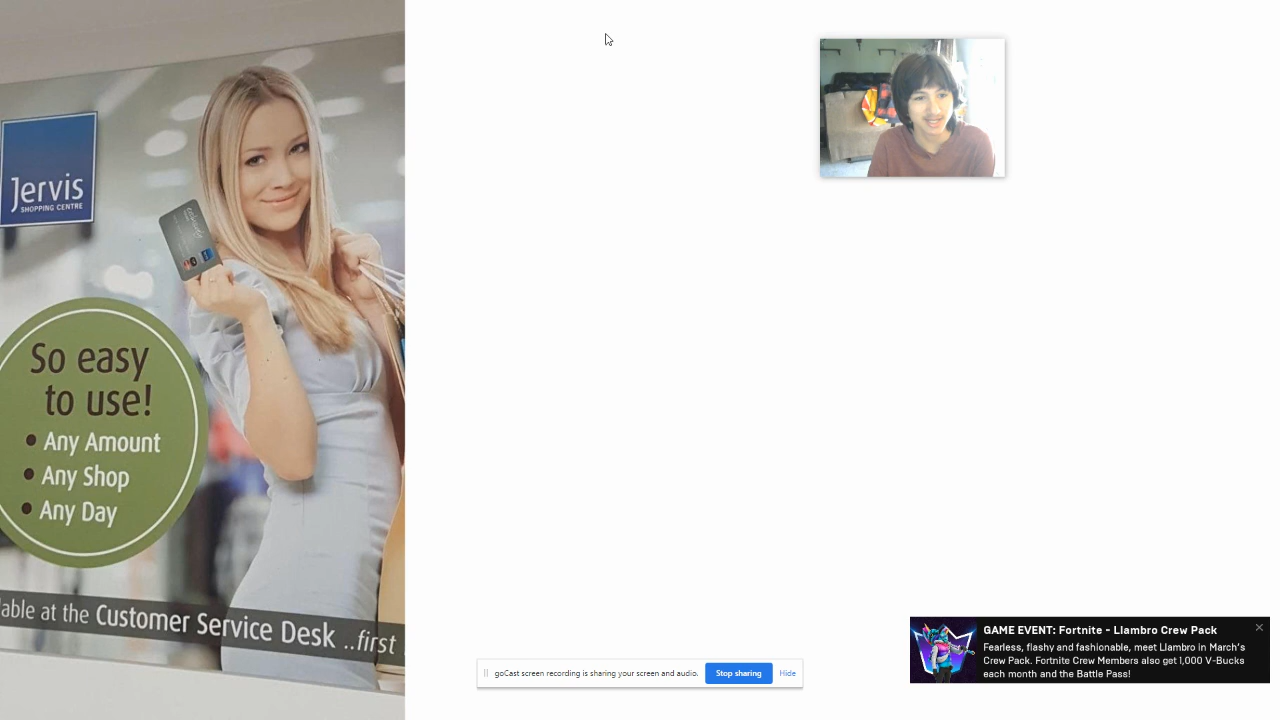 Jervis
SHOPPING CENTRE
So easy
to use!
Any Amount
Any Shop
Any Day
at the Customer Service Desk ..first
goCast screen recording is sharing your screen and audio.
Stop sharing
Hide
GAME EVENT: Fortnite - Llambro Crew Pack
Fearless, flashy and fashionable, meet Llambro in March's
Crew Pack. Fortnite Crew Members also get 1,000 V-Bucks
each month and the Battle Pass!